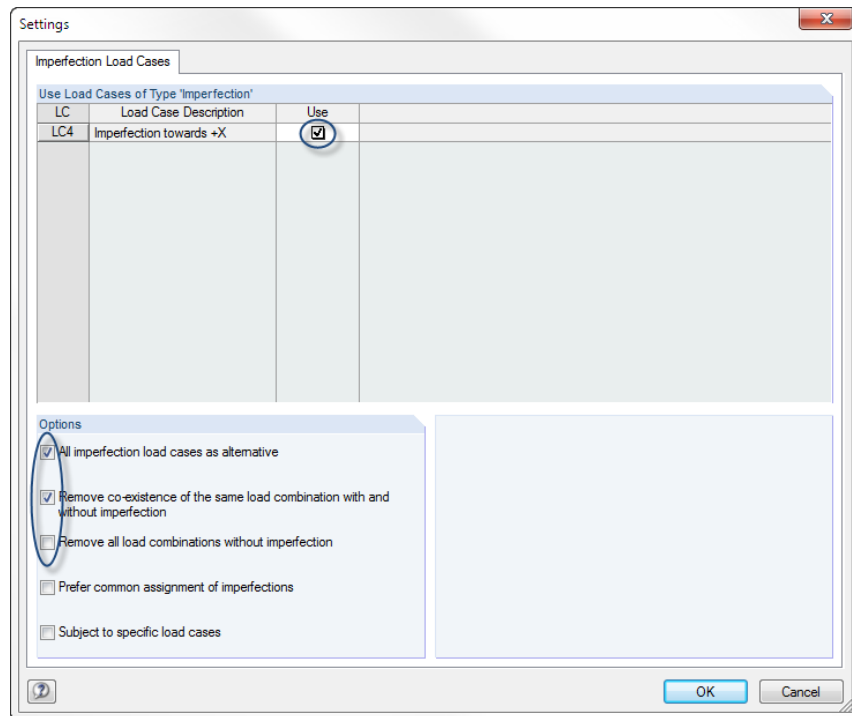 Settings
x
Imperfection Load Cases
Use Load Cases of Type 'Imperfection'
LC Load Case Description Use
LC4 Imperfection towards +X
Options
All imperfection load cases as alternative
Remove co-existence of the same load combination with and
without imperfection
Remove all load combinations without imperfection
Prefer common assignment of imperfections
Subject to specific load cases
? OK Cancel